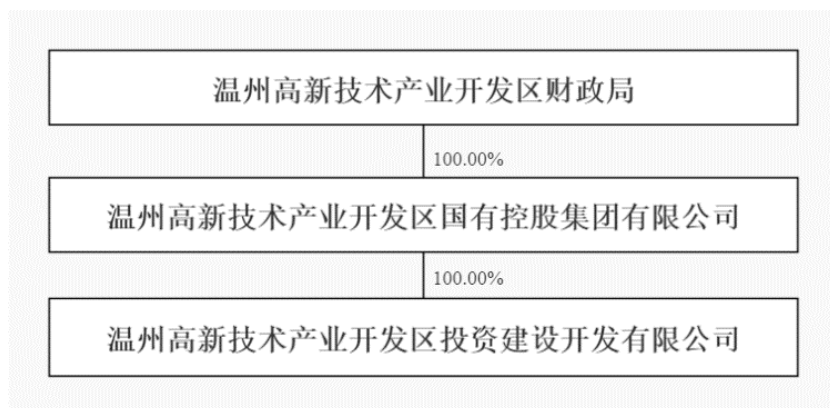 温州高新技术产业开发区财政局
100.00%
温州高新技术产业开发区国有控股集团有限公司
100.00%
温州高新技术产业开发区投资建设开发有限公司